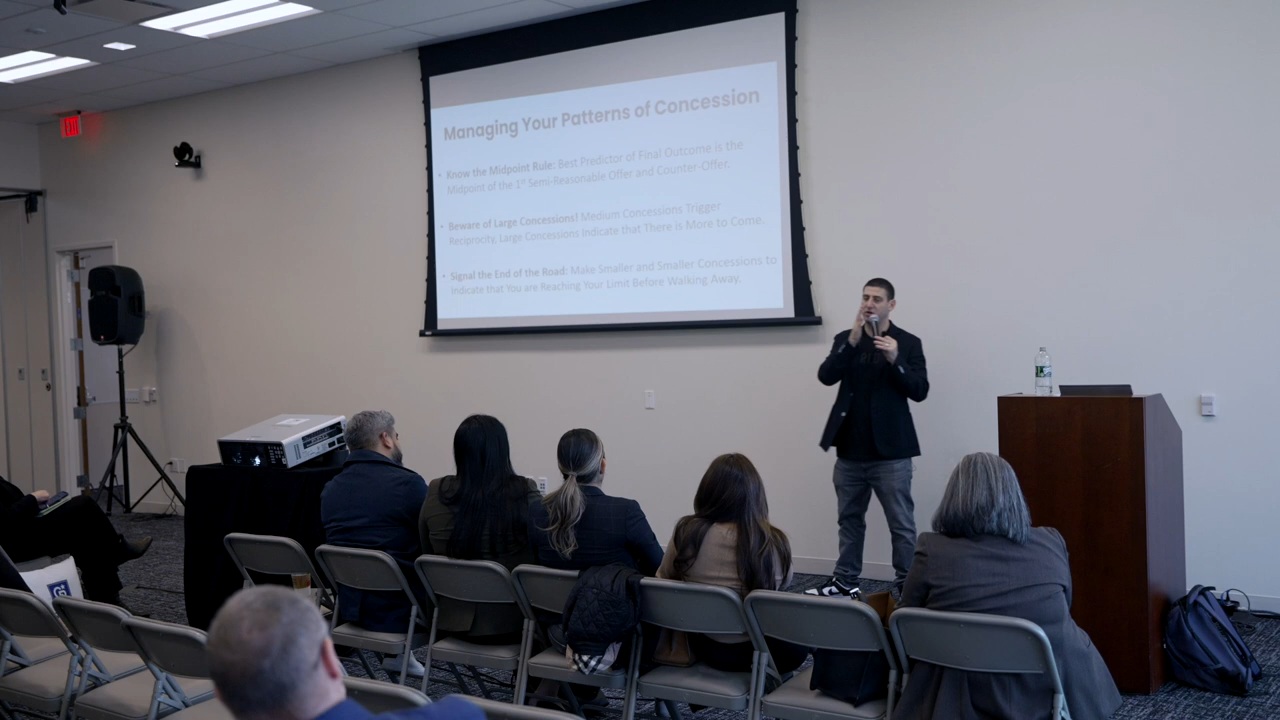 EXIT
Managing Your Patterns of Concession
• Know the Midpoint Rule: Best Predictor of Final Outcome is the
Midpoint of the 1st Semi-Reasonable Offer and Counter-Offer.
• Beware of Large Concessions! Medium Concessions Trigger
Reciprocity, Large Concessions Indicate that There is More to Come.
• Signal the End of the Road: Make Smaller and Smaller Concessions to
Indicate that You are Reaching Your Limit Before Walking Away.